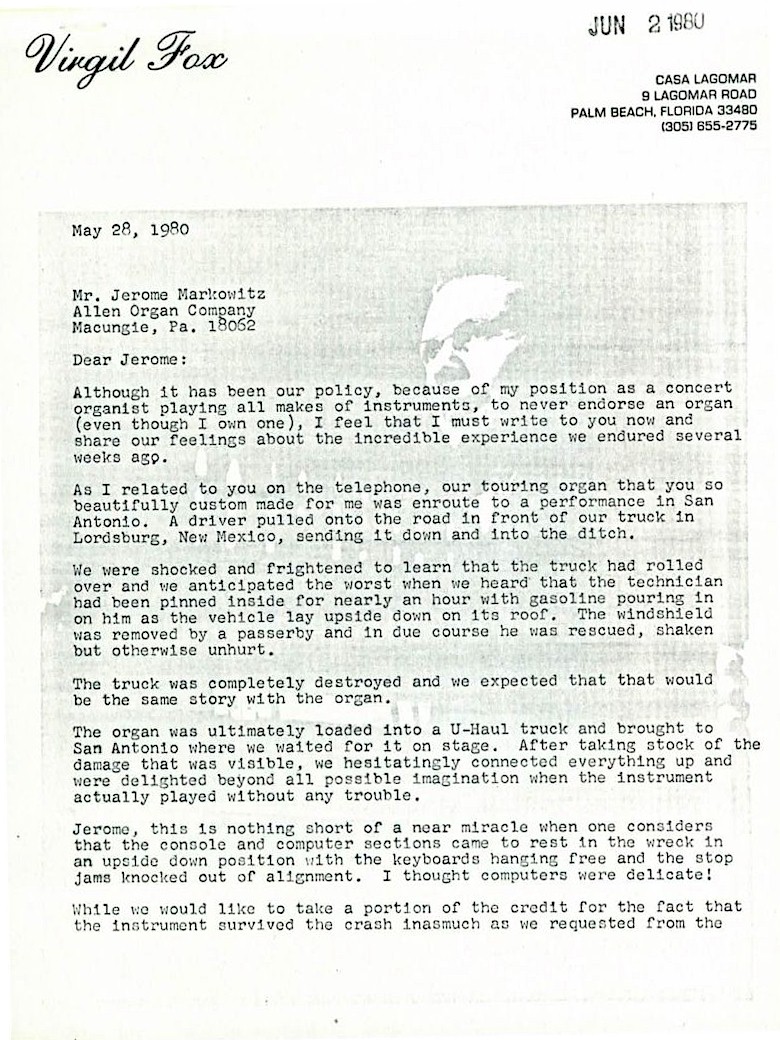 JUN 2 1980
Virgil Fox
CASA LAGOMAR
9 LAGOMAR ROAD
PALM BEACH, FLORIDA 33480
(305) 655-2775
May 28, 1980
Mr. Jerome Markowitz
Allen Organ Company
Macungie, Pa. 18062
Dear Jerome:
Although it has been our policy, because of my position as a concert
organist playing all makes of instruments, to never endorse an organ
(even though I own one), I feel that I must write to you now and
share our feelings about the incredible experience we endured several
weeks ago.
As I related to you on the telephone, our touring organ that you so
beautifully custom made for me was enroute to a performance in San
Antonio. A driver pulled onto the road in front of our truck in
Lordsburg, New Mexico, sending it down and into the ditch.
We were shocked and frightened to learn that the truck had rolled
over and we anticipated the worst when we heard that the technician
had been pinned inside for nearly an hour with gasoline pouring in
on him as the vehicle lay upside down on its roof. The windshield
was removed by a passerby and in due course he was rescued, shaken
but otherwise unhurt.
The truck was completely destroyed and we expected that that would
be the same story with the organ.
The organ was ultimately loaded into a U-Haul truck and brought to
San Antonio where we waited for it on stage. After taking stock of the
damage that was visible, we hesitatingly connected everything up and
were delighted beyond all possible imagination when the instrument
actually played without any trouble.
Jerome, this is nothing short of a near miracle when one considers
that the console and computer sections came to rest in the wreck in
an upside down position with the keyboards hanging free and the stop
jams knocked out of alignment. I thought computers were delicate!
While we would like to take a portion of the credit for the fact that
the instrument survived the crash inasmuch as we requested from the